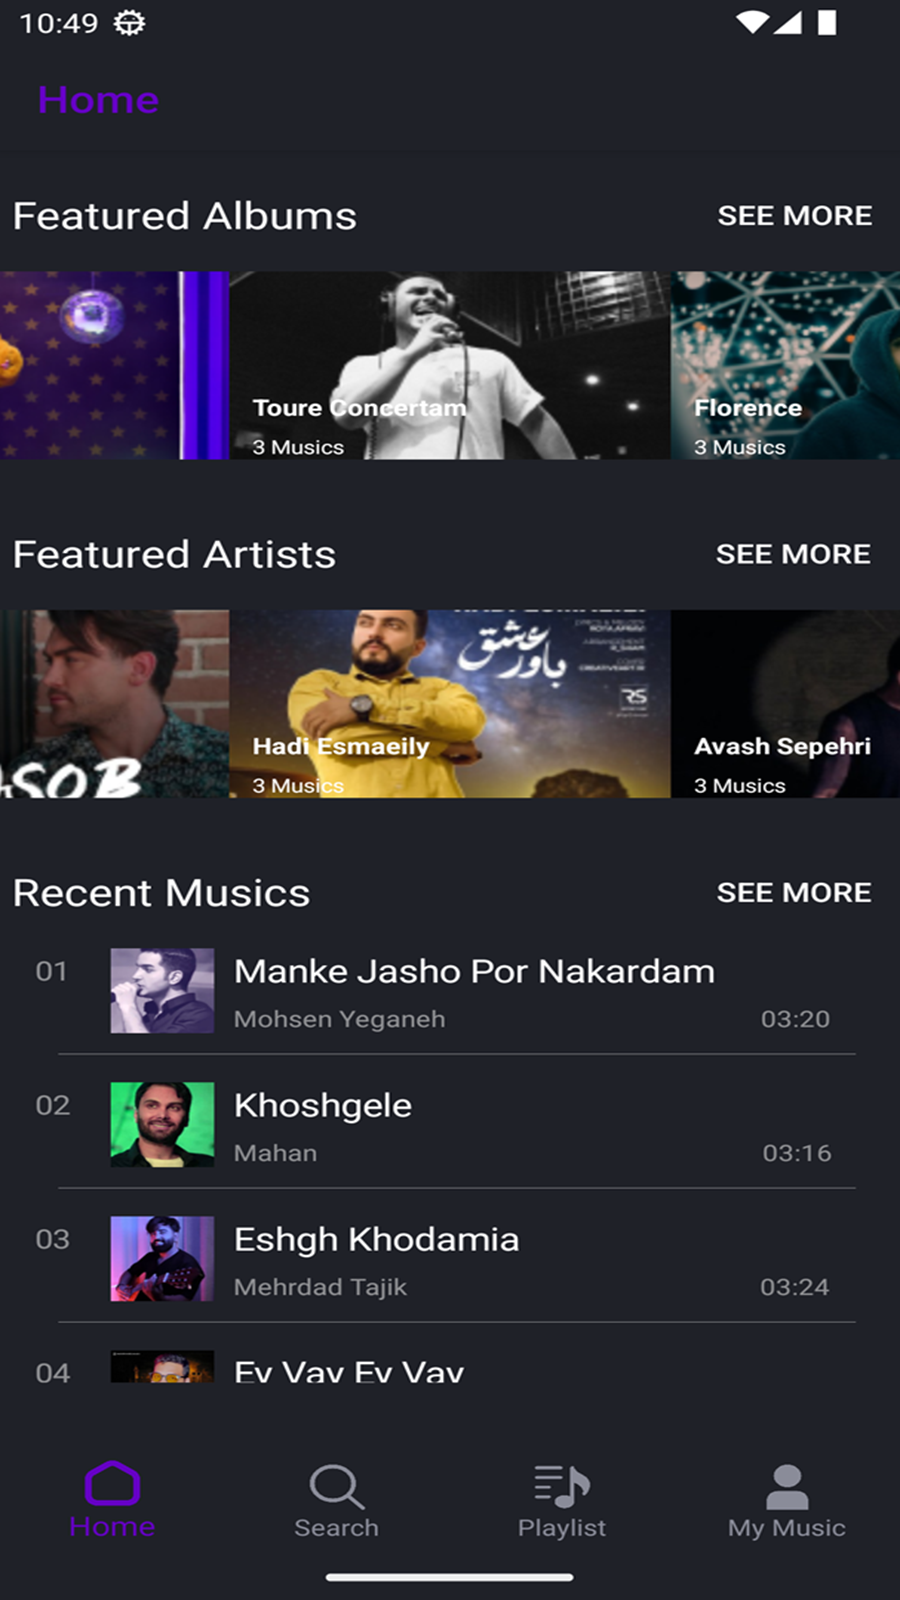 10:49
Home
Featured Albums
SEE MORE
Toure Concertam
3 Musics
Florence
3 Musics
Featured Artists
SEE MORE
باور عشق
RS
Hadi Esmaeily
3 Musics
Avash Sepehri
3 Musics
Recent Musics
SEE MORE
01
Manke Jasho Por Nakardam
Mohsen Yeganeh
03:20
02
Khoshgele
Mahan
03:16
03
Eshgh Khodamia
Mehrdad Tajik
03:24
04
Ey Vay Ey Vay
Home
Search
Playlist
My Music